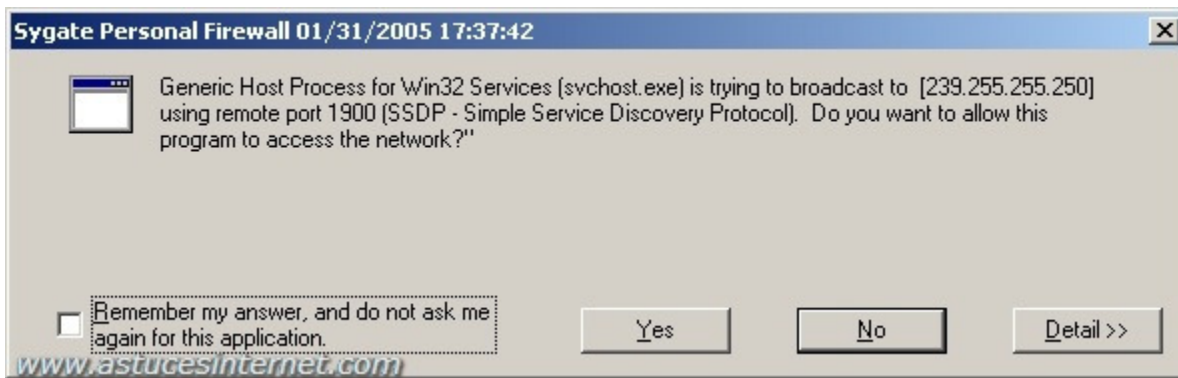 Sygate Personal Firewall 01/31/2005 17:37:42
Generic Host Process for Win32 Services (svchost.exe) is trying to broadcast to [239.255.255.250]
using remote port 1900 (SSDP - Simple Service Discovery Protocol). Do you want to allow this
program to access the network?"
Remember my answer, and do not ask me
again for this application.
Yes
No
Detail >>
www.astucesinternet.com